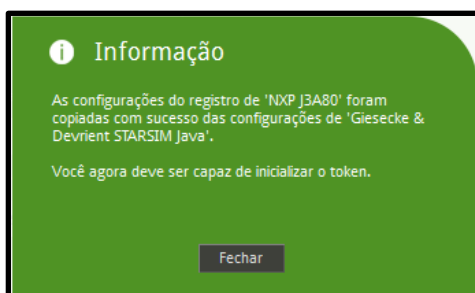 Informação
As configurações do registro de 'NXP J3A80' foram
copiadas com sucesso das configurações de 'Giesecke &
Devrient STARSIM Java'.
Você agora deve ser capaz de inicializar o token.
Fechar